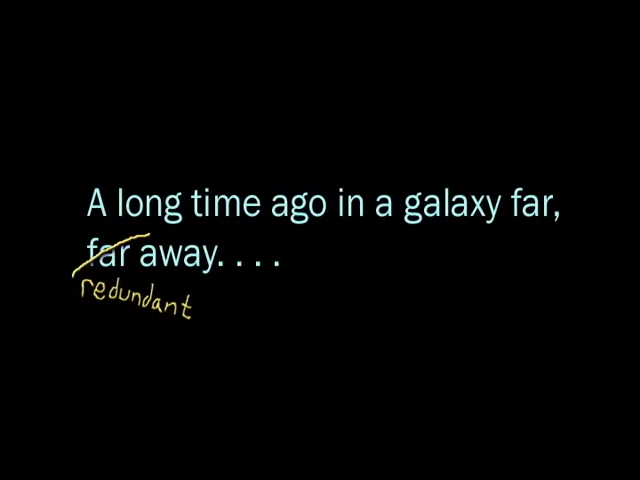 A long time ago in a galaxy far,
far away. . . .
redundant